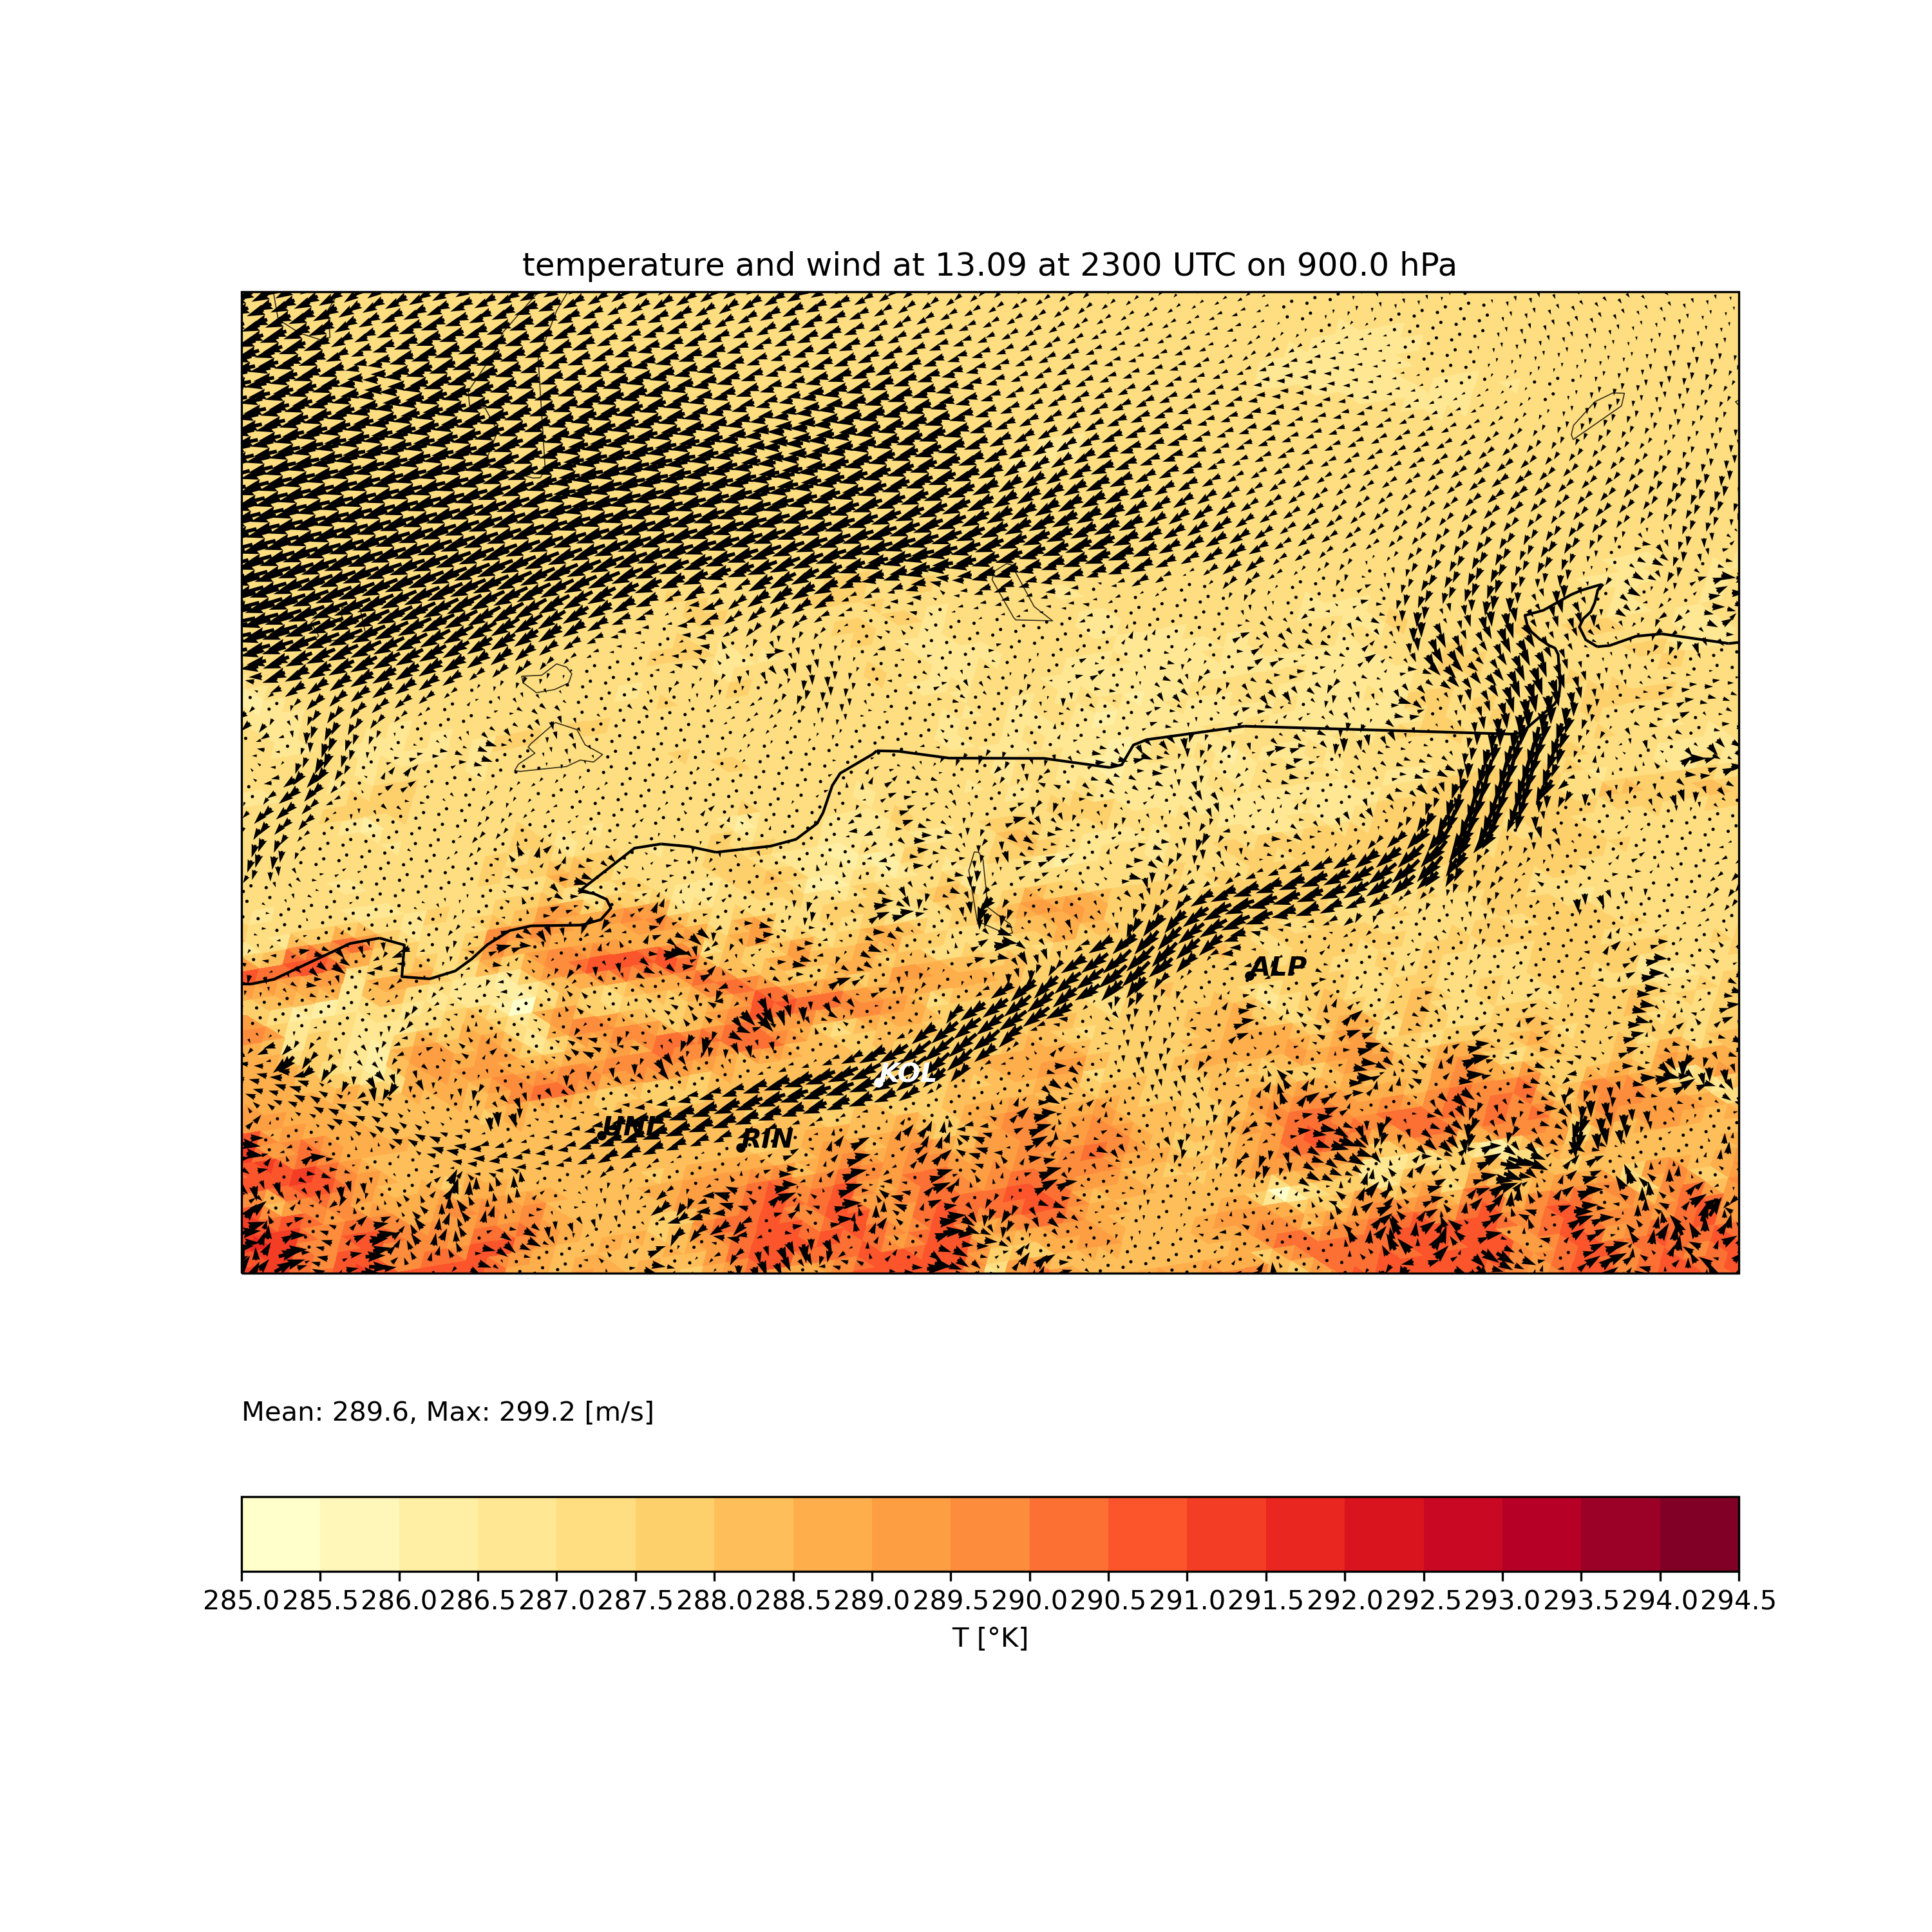 temperature and wind at 13.09 at 2300 UTC on 900.0 hPa
ALP
KOL
UNL
RIN
Mean: 289.6, Max: 299.2 [m/s]
285.0 285.5 286.0 286.5 287.0 287.5 288.0 288.5 289.0 289.5 290.0 290.5 291.0 291.5 292.0 292.5 293.0 293.5 294.0 294.5
T [°K]